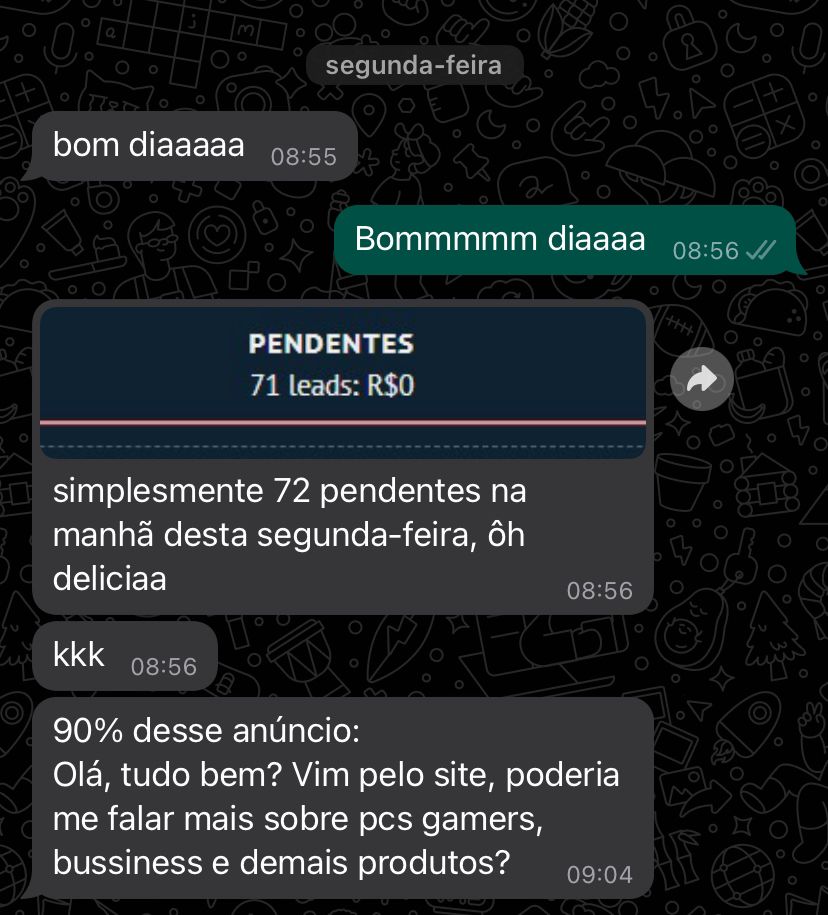 segunda-feira
bom diaaaaa 08:55
Bommmmm diaaaa 08:56
PENDENTES
71 leads: R$0
simplesmente 72 pendentes na
manhã desta segunda-feira, ôh
deliciaa 08:56
kkk 08:56
90% desse anúncio:
Olá, tudo bem? Vim pelo site, poderia
me falar mais sobre pcs gamers,
bussiness e demais produtos? 09:04